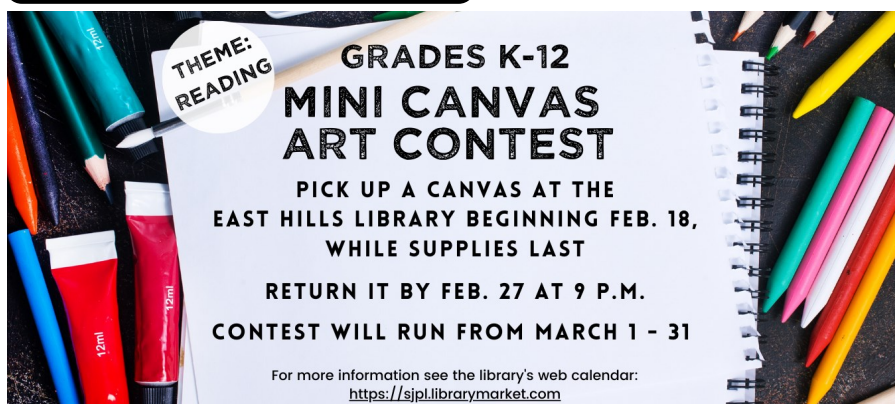 THEME:
READING
GRADES K-12
MINI CANVAS
ART CONTEST
PICK UP A CANVAS AT THE
EAST HILLS LIBRARY BEGINNING FEB. 18,
WHILE SUPPLIES LAST
RETURN IT BY FEB. 27 AT 9 P.M.
CONTEST WILL RUN FROM MARCH 1 - 31
For more information see the library's web calendar:
https://sjpl.librarymarket.com
12ml
12ml
12ml